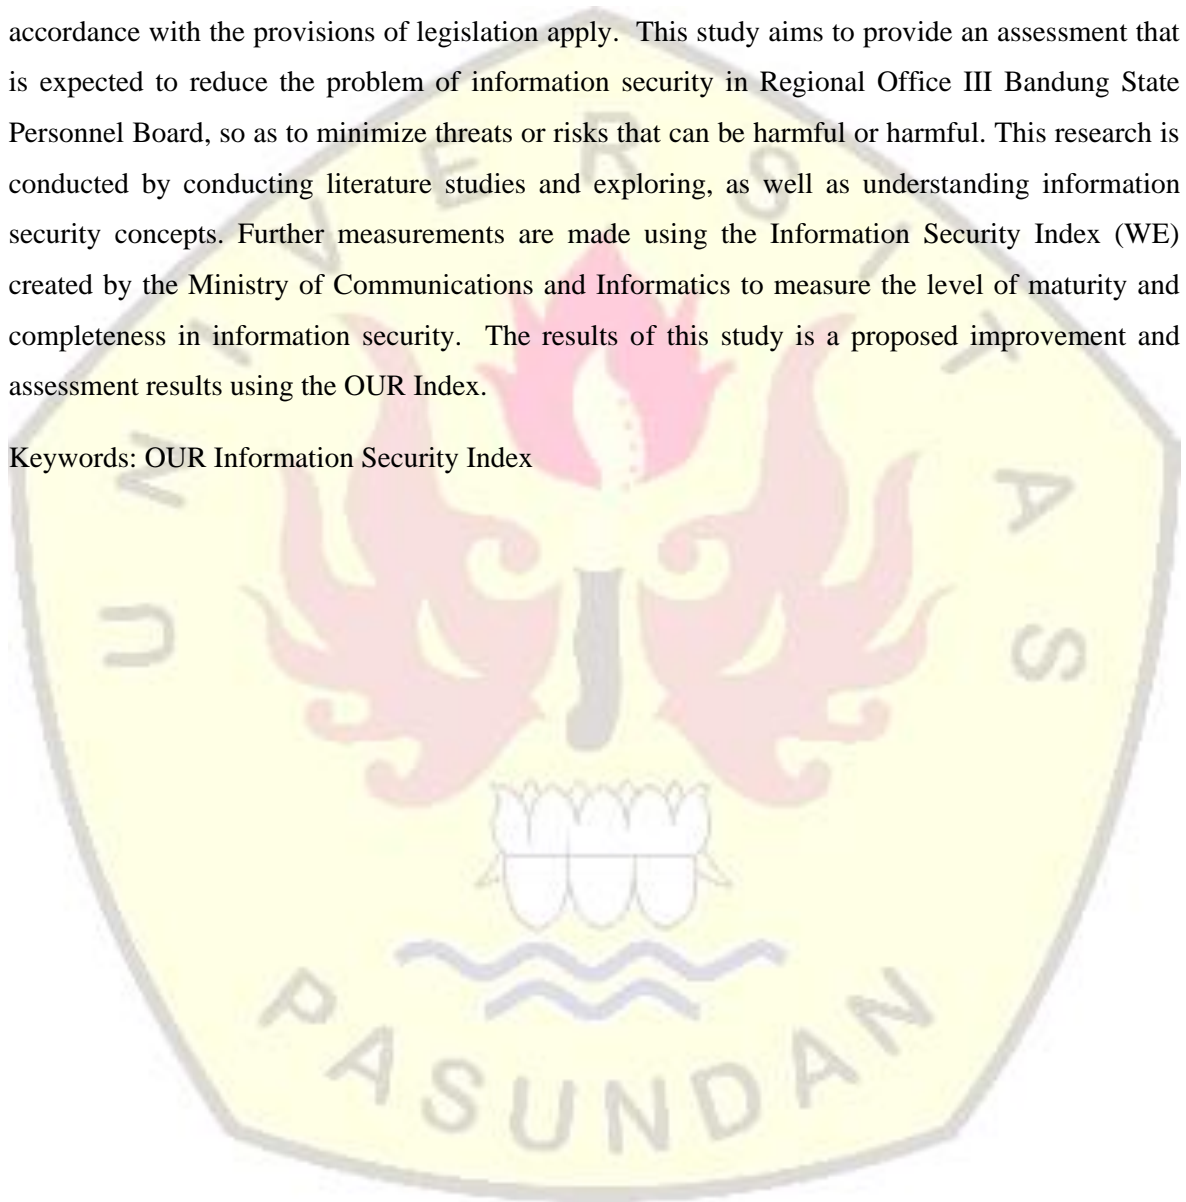 accordance with the provisions of legislation apply.  This study aims to provide an assessment that
is expected to reduce the problem of information security in Regional Office III Bandung State
Personnel Board, so as to minimize threats or risks that can be harmful or harmful. This research is
conducted by conducting literature studies and exploring, as well as understanding information
security concepts. Further measurements are made using the Information Security Index (WE)
created by the Ministry of Communications and Informatics to measure the level of maturity and
completeness in information security.  The results of this study is a proposed improvement and
assessment results using the OUR Index.
Keywords: OUR Information Security Index
UNIVERSITAS
PASUNDAN